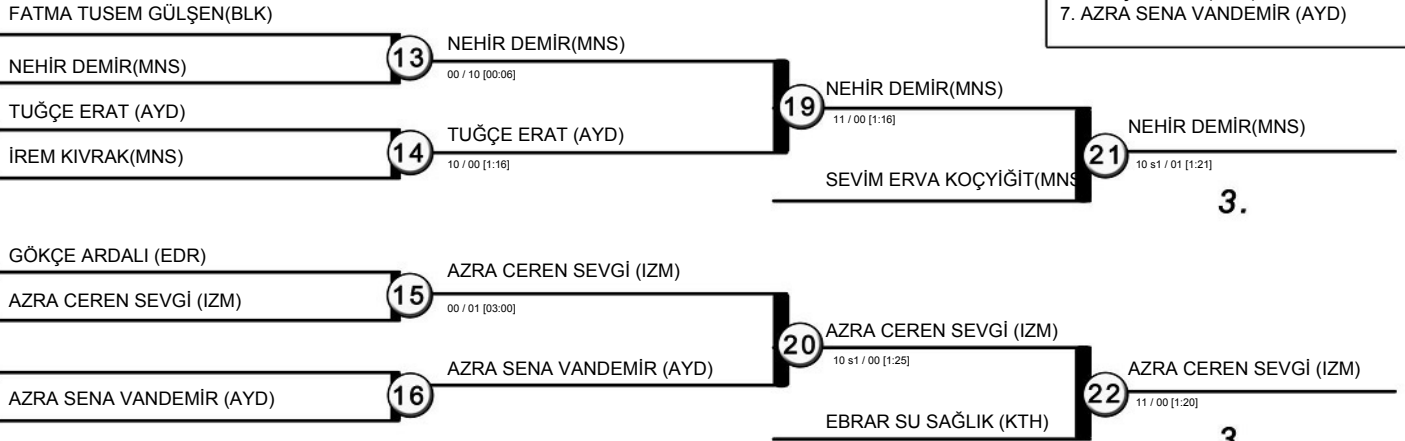 FATMA TUSEM GÜLŞEN(BLK)
7. AZRA SENA VANDEMİR (AYD)
13
NEHİR DEMİR(MNS)
NEHİR DEMİR(MNS)
00 / 10 [00:06]
TUĞÇE ERAT (AYD)
19
NEHİR DEMİR(MNS)
11 / 00 [1:16]
NEHİR DEMİR(MNS)
14
TUĞÇE ERAT (AYD)
İREM KIVRAK(MNS)
10 / 00 [1:16]
21
10 s1 / 01 [1:21]
SEVİM ERVA KOÇYİĞİT(MNS
3.
GÖKÇE ARDALI (EDR)
15
AZRA CEREN SEVGİ (IZM)
AZRA CEREN SEVGİ (IZM)
00 / 01 [03:00]
20
AZRA CEREN SEVGİ (IZM)
10 s1 / 00 [1:25]
AZRA SENA VANDEMİR (AYD)
AZRA CEREN SEVGİ (IZM)
16
AZRA SENA VANDEMİR (AYD)
22
11 / 00 [1:20]
EBRAR SU SAĞLIK (KTH)